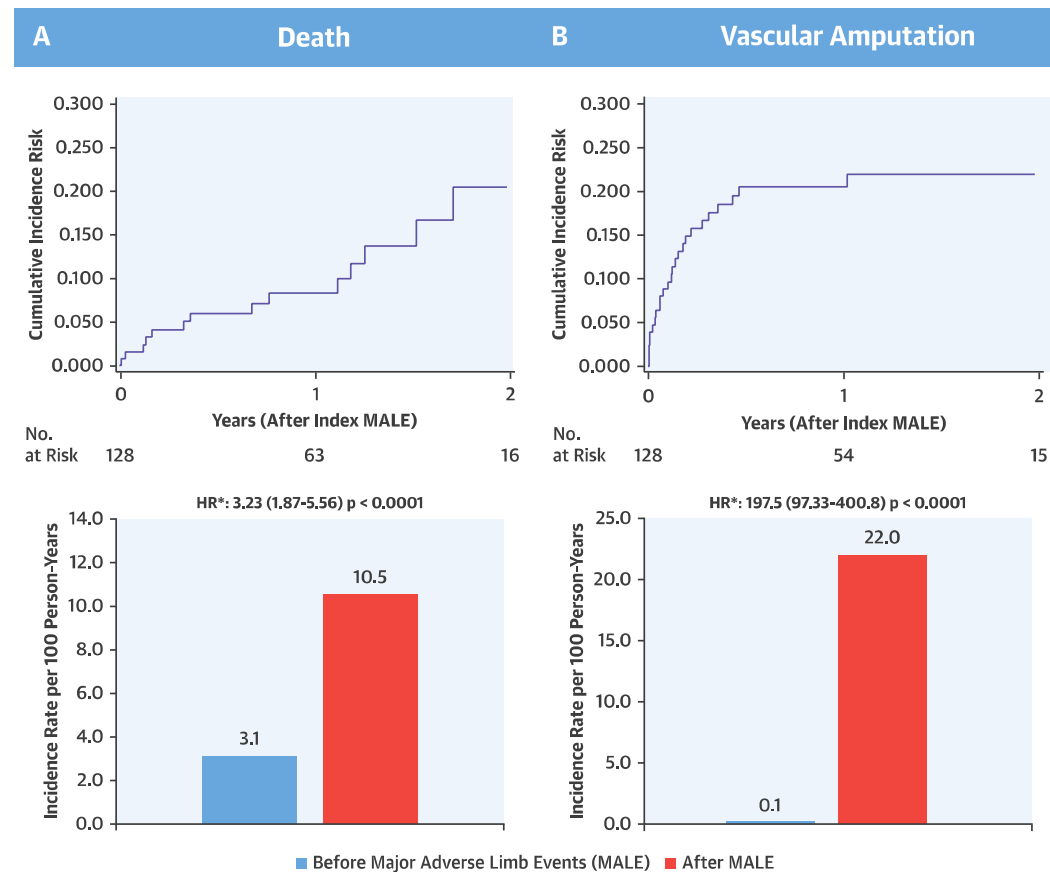 A Death
B Vascular Amputation
Cumulative Incidence Risk
0.300
0.250
0.200
0.150
0.100
0.050
0.000
0 1 2
Years (After Index MALE)
No.
at Risk 128 63 16
Cumulative Incidence Risk
0.300
0.250
0.200
0.150
0.100
0.050
0.000
0 1 2
Years (After Index MALE)
No.
at Risk 128 54 15
HR*: 3.23 (1.87-5.56) p < 0.0001
Incidence Rate per 100 Person-Years
14.0
12.0
10.0
8.0
6.0
4.0
2.0
0.0
3.1
10.5
HR*: 197.5 (97.33-400.8) p < 0.0001
Incidence Rate per 100 Person-Years
25.0
20.0
15.0
10.0
5.0
0.0
0.1
22.0
Before Major Adverse Limb Events (MALE) After MALE